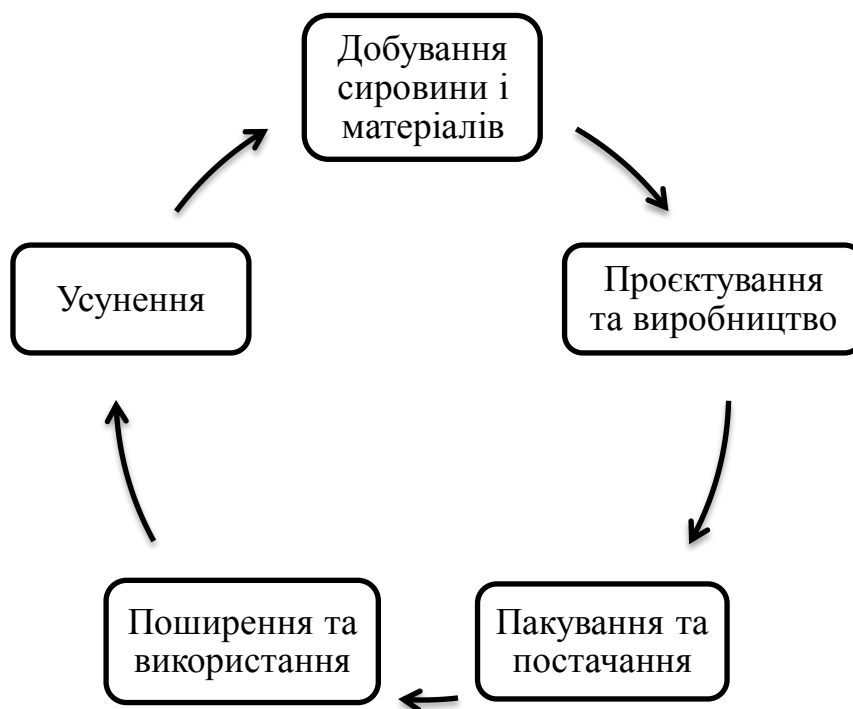 Добування
сировини і
матеріалів
Проєктування
та виробництво
Пакування та
постачання
Поширення та
використання
Усунення